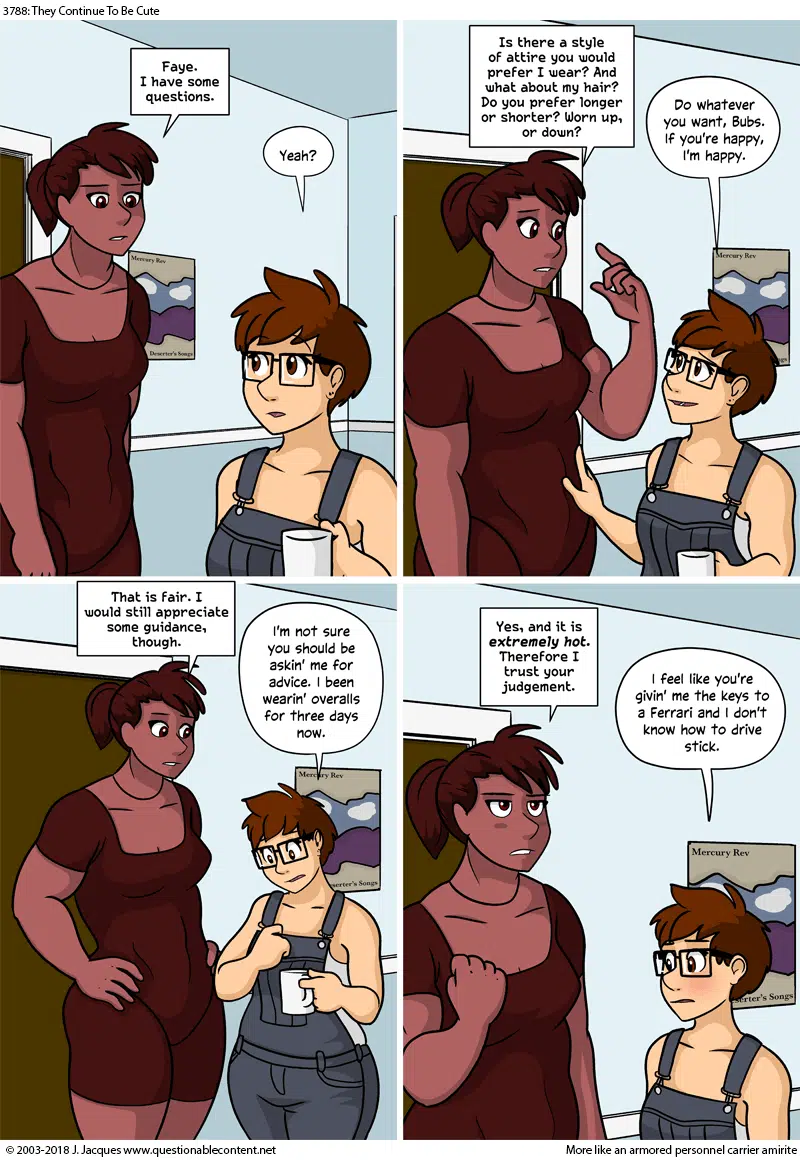 3788: They Continue To Be Cute
Faye.
I have some
questions.
Yeah?
Mercury Rev
Deserter's Songs
Is there a style
of attire you would
prefer I wear? And
what about my hair?
Do you prefer longer
or shorter? Worn up,
or down?
Do whatever
you want, Bubs.
If you're happy,
I'm happy.
Mercury Rev
ngs
That is fair. I
would still appreciate
some guidance,
though.
I'm not sure
you should be
askin' me for
advice. I been
wearin' overalls
for three days
now.
Mercury Rev
eserter's Songs
Yes, and it is
extremely hot.
Therefore I
trust your
judgement.
I feel like you're
givin' me the keys to
a Ferrari and I don't
know how to drive
stick.
Mercury Rev
eserter's Songs
© 2003-2018 J. Jacques www.questionablecontent.net
More like an armored personnel carrier amirite